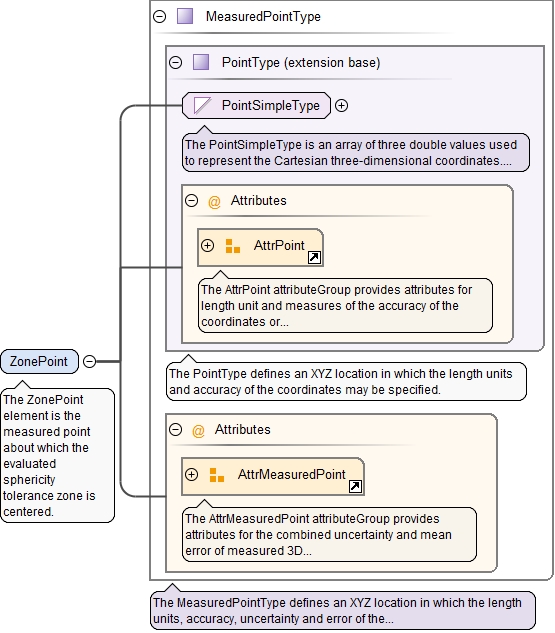 MeasuredPointType
PointType (extension base)
PointSimpleType
The PointSimpleType is an array of three double values used
to represent the Cartesian three-dimensional coordinates....
@ Attributes
AttrPoint
The AttrPoint attributeGroup provides attributes for
length unit and measures of the accuracy of the
coordinates or...
ZonePoint
The ZonePoint
element is the
measured point
about which the
evaluated
sphericity
tolerance zone is
centered.
The PointType defines an XYZ location in which the length units
and accuracy of the coordinates may be specified.
@ Attributes
AttrMeasuredPoint
The AttrMeasuredPoint attributeGroup provides
attributes for the combined uncertainty and mean
error of measured 3D...
The MeasuredPointType defines an XYZ location in which the length
units, accuracy, uncertainty and error of the...